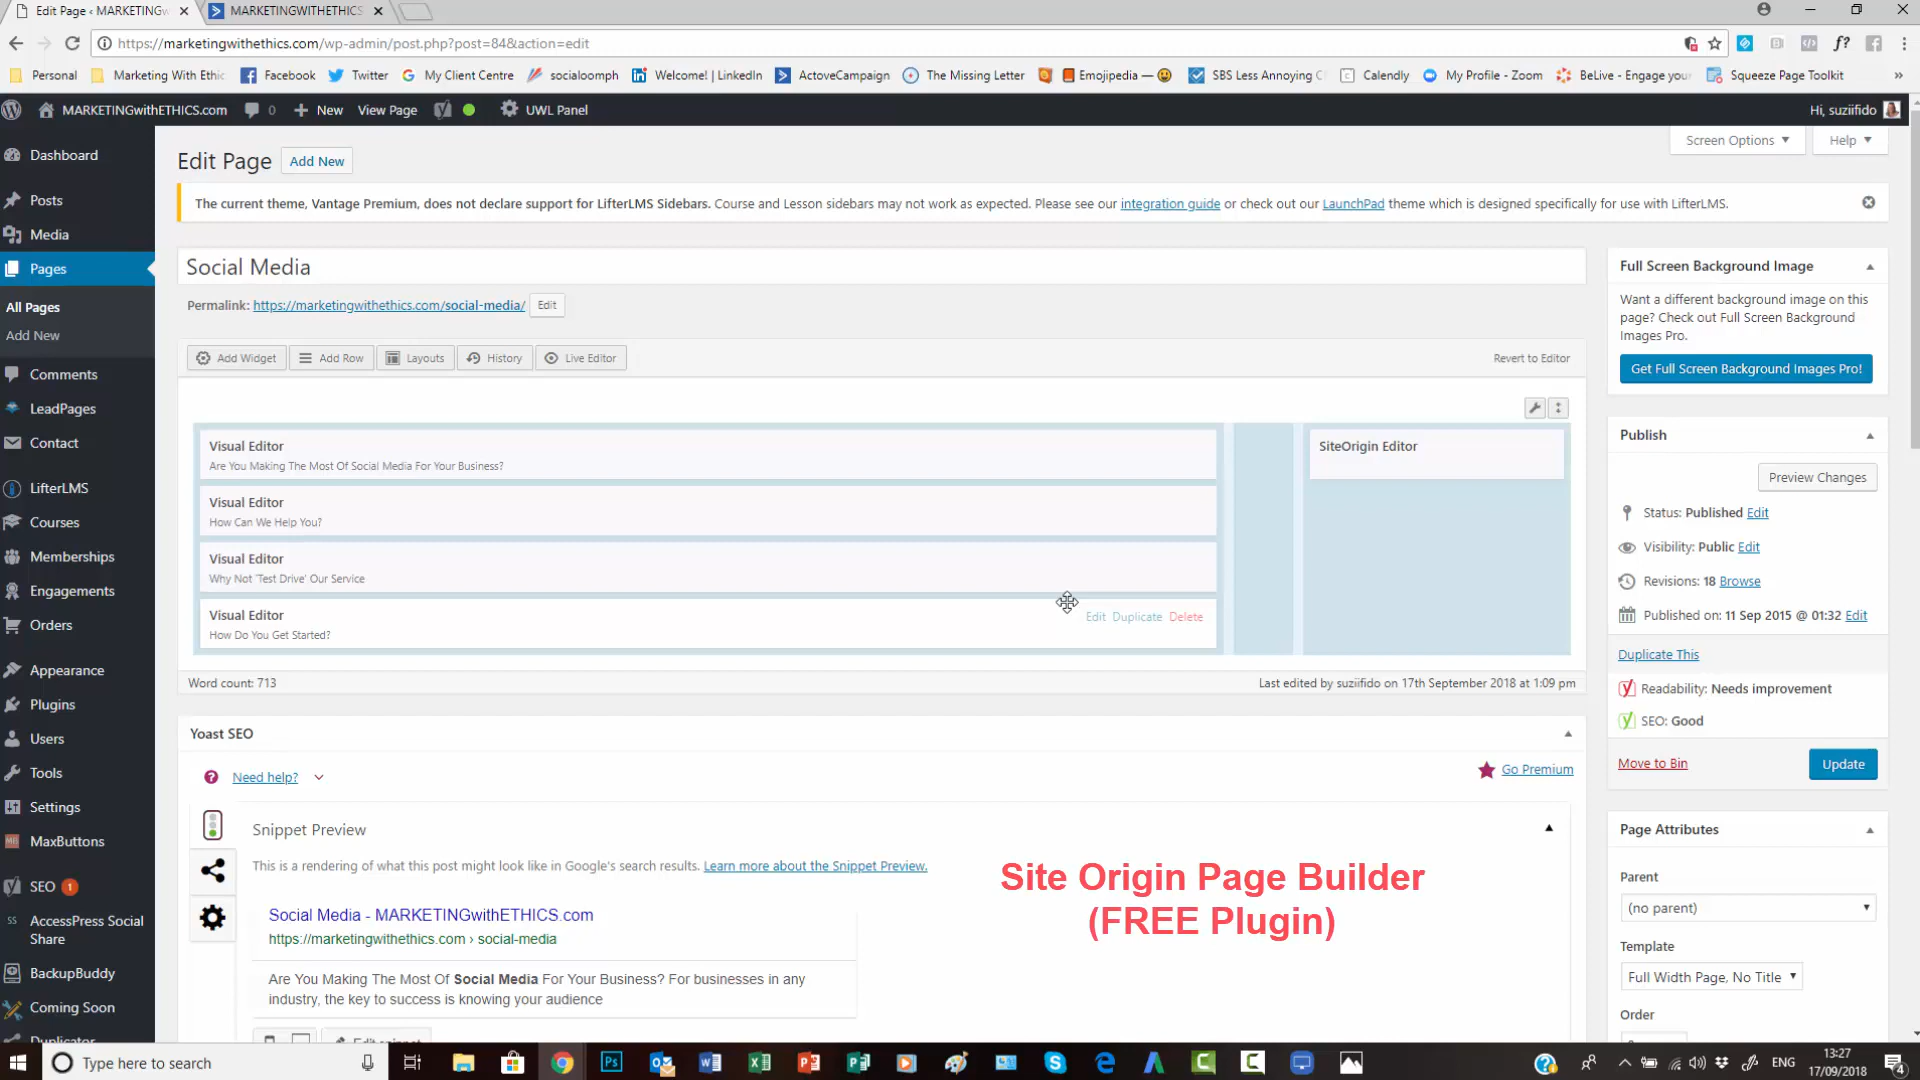 Edit Page ‹ MARKETINGw
MARKETINGWITHETHICS
https://marketingwithethics.com/wp-admin/post.php?post=84&action=edit
Personal
Marketing With Ethic
Facebook
Twitter
My Client Centre
socialoomph
Welcome! | LinkedIn
ActoveCampaign
The Missing Letter
Emojipedia —
SBS Less Annoying C
Calendly
My Profile - Zoom
BeLive - Engage your
Squeeze Page Toolkit
»
MARKETINGwithETHICS.com
0
New
View Page
UWL Panel
Hi, suziifido
Dashboard
Posts
Media
Pages
All Pages
Add New
Comments
LeadPages
Contact
LifterLMS
Courses
Memberships
Engagements
Orders
Appearance
Plugins
Users
Tools
Settings
MaxButtons
SEO 1
AccessPress Social
Share
BackupBuddy
Coming Soon
Duplicator
Edit Page
Add New
Screen Options
Help
The current theme, Vantage Premium, does not declare support for LifterLMS Sidebars. Course and Lesson sidebars may not work as expected. Please see our integration guide or check out our LaunchPad theme which is designed specifically for use with LifterLMS.
Social Media
Permalink: https://marketingwithethics.com/social-media/ Edit
Add Widget
Add Row
Layouts
History
Live Editor
Revert to Editor
Visual Editor
Are You Making The Most Of Social Media For Your Business?
Visual Editor
How Can We Help You?
Visual Editor
Why Not 'Test Drive' Our Service
Visual Editor
How Do You Get Started?
Edit Duplicate Delete
SiteOrigin Editor
Word count: 713
Last edited by suziifido on 17th September 2018 at 1:09 pm
Yoast SEO
Need help?
Go Premium
Snippet Preview
This is a rendering of what this post might look like in Google's search results. Learn more about the Snippet Preview.
Social Media - MARKETINGwithETHICS.com
https://marketingwithethics.com › social-media
Are You Making The Most Of Social Media For Your Business? For businesses in any
industry, the key to success is knowing your audience
Edit snippet
Site Origin Page Builder
(FREE Plugin)
Full Screen Background Image
Want a different background image on this
page? Check out Full Screen Background
Images Pro.
Get Full Screen Background Images Pro!
Publish
Preview Changes
Status: Published Edit
Visibility: Public Edit
Revisions: 18 Browse
Published on: 11 Sep 2015 @ 01:32 Edit
Duplicate This
Readability: Needs improvement
SEO: Good
Move to Bin
Update
Page Attributes
Parent
(no parent)
Template
Full Width Page, No Title
Order
Type here to search
ENG
13:27
17/09/2018
4